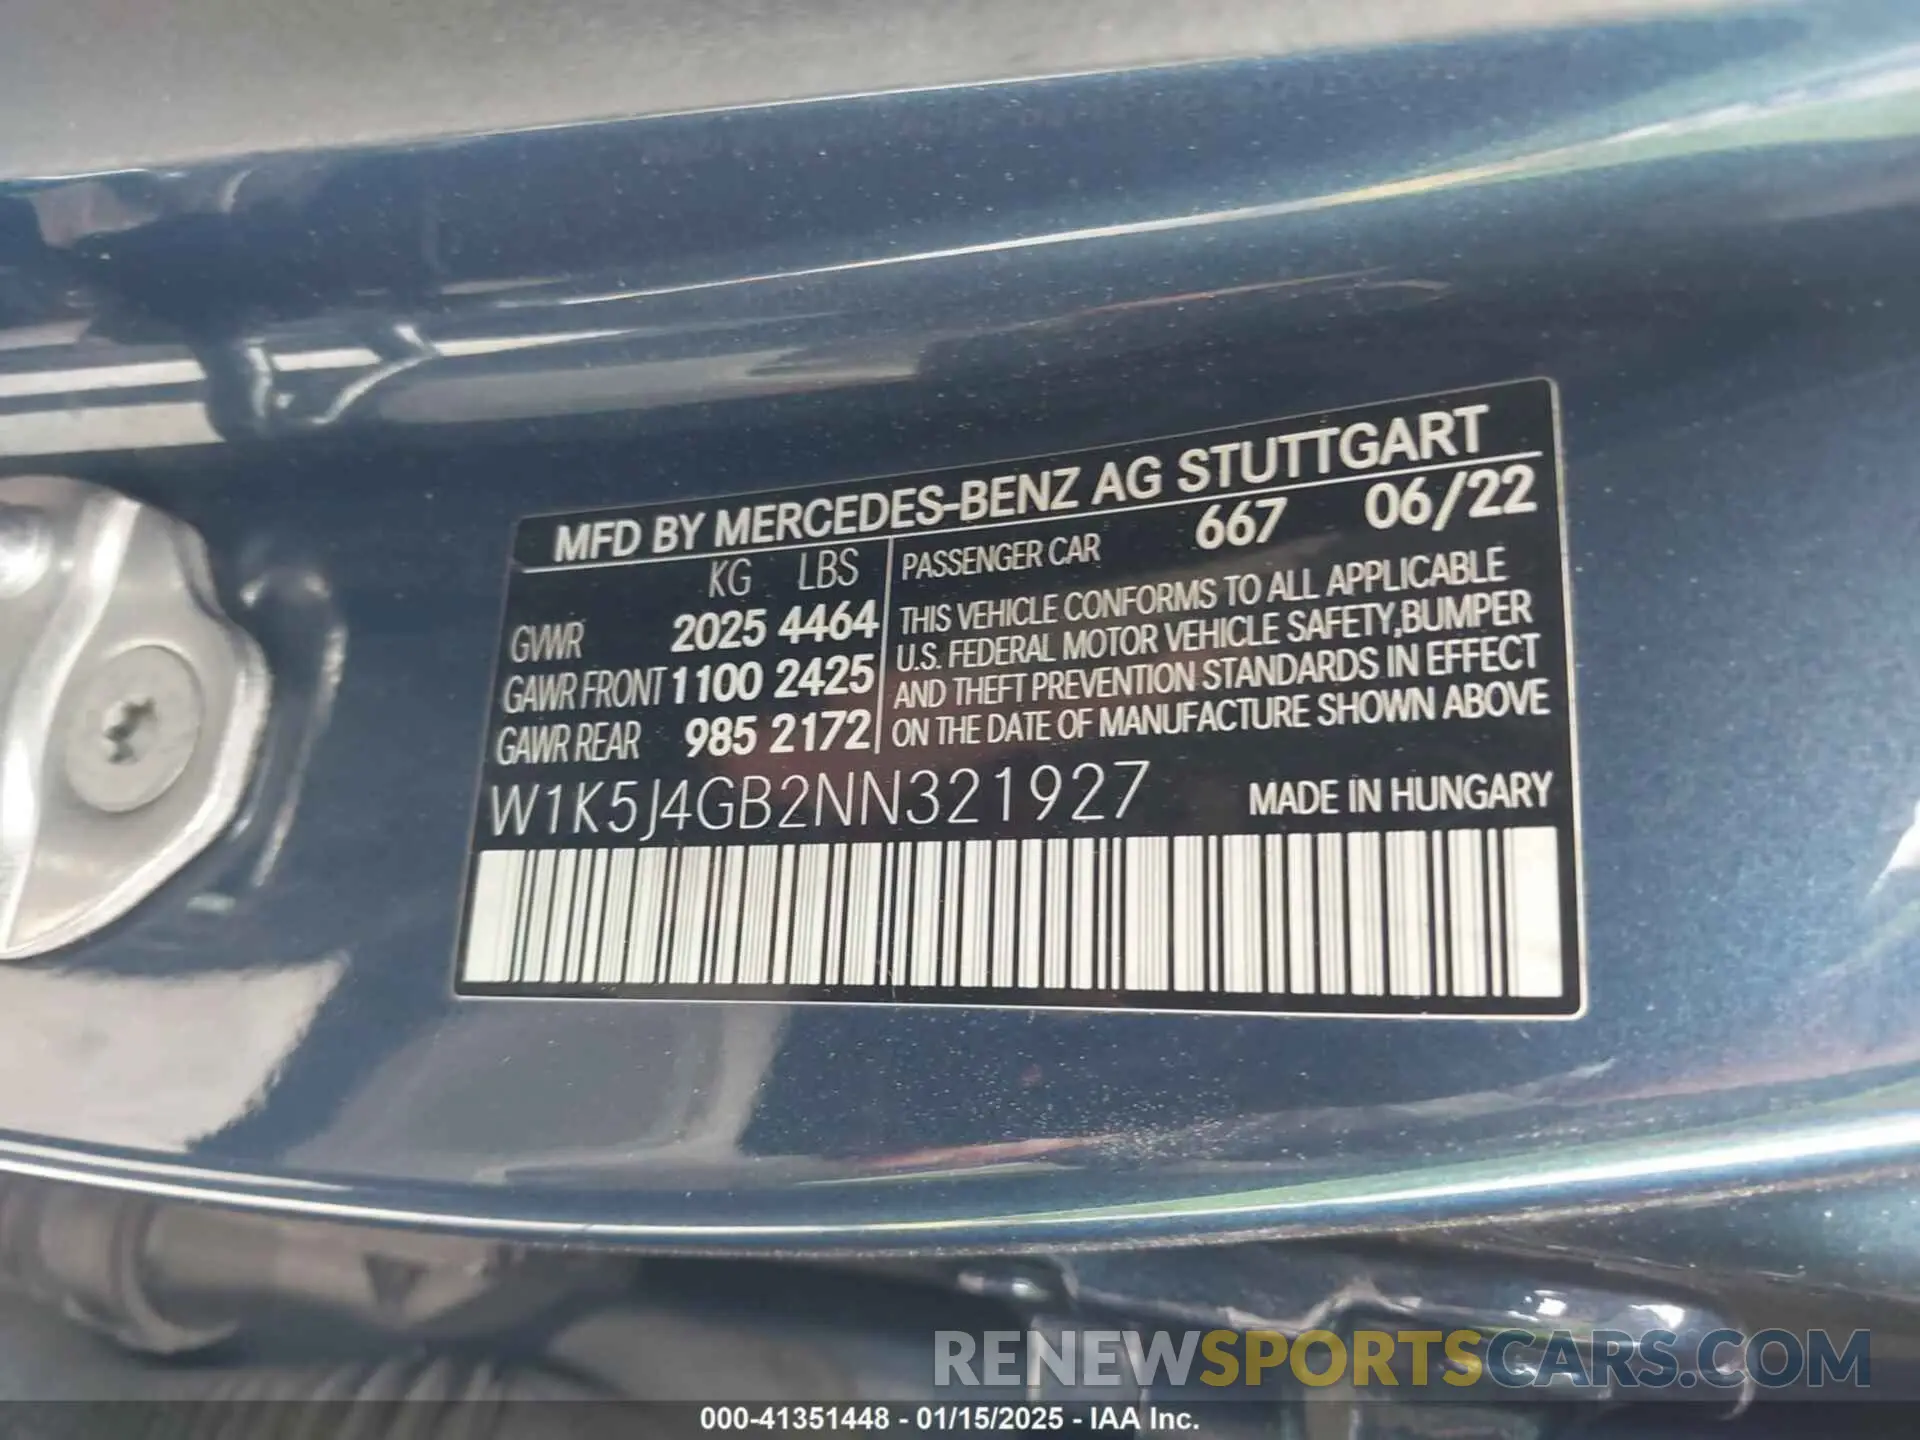 MFD BY MERCEDES-BENZ AG STUTTGART
KG LBS
GVWR 2025 4464
GAWR FRONT 1100 2425
GAWR REAR 985 2172
PASSENGER CAR 667 06/22
THIS VEHICLE CONFORMS TO ALL APPLICABLE
U.S. FEDERAL MOTOR VEHICLE SAFETY,BUMPER
AND THEFT PREVENTION STANDARDS IN EFFECT
ON THE DATE OF MANUFACTURE SHOWN ABOVE
W1K5J4GB2NN321927 MADE IN HUNGARY
RENEWSPORTSCARS.COM
000-41351448 - 01/15/2025 - IAA Inc.